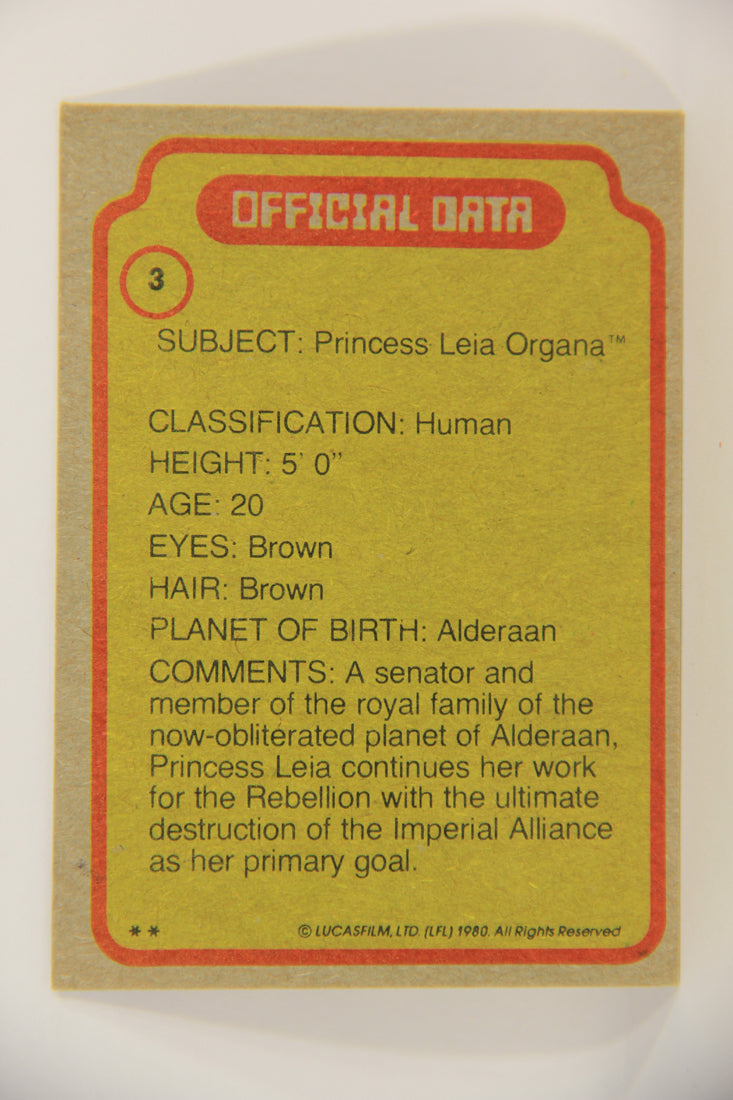 OFFICIAL DATA
3
SUBJECT: Princess Leia Organa™
CLASSIFICATION: Human
HEIGHT: 5' 0"
AGE: 20
EYES: Brown
HAIR: Brown
PLANET OF BIRTH: Alderaan
COMMENTS: A senator and
member of the royal family of the
now-obliterated planet of Alderaan,
Princess Leia continues her work
for the Rebellion with the ultimate
destruction of the Imperial Alliance
as her primary goal.
** © LUCASFILM, LTD. (LFL) 1980. All Rights Reserved